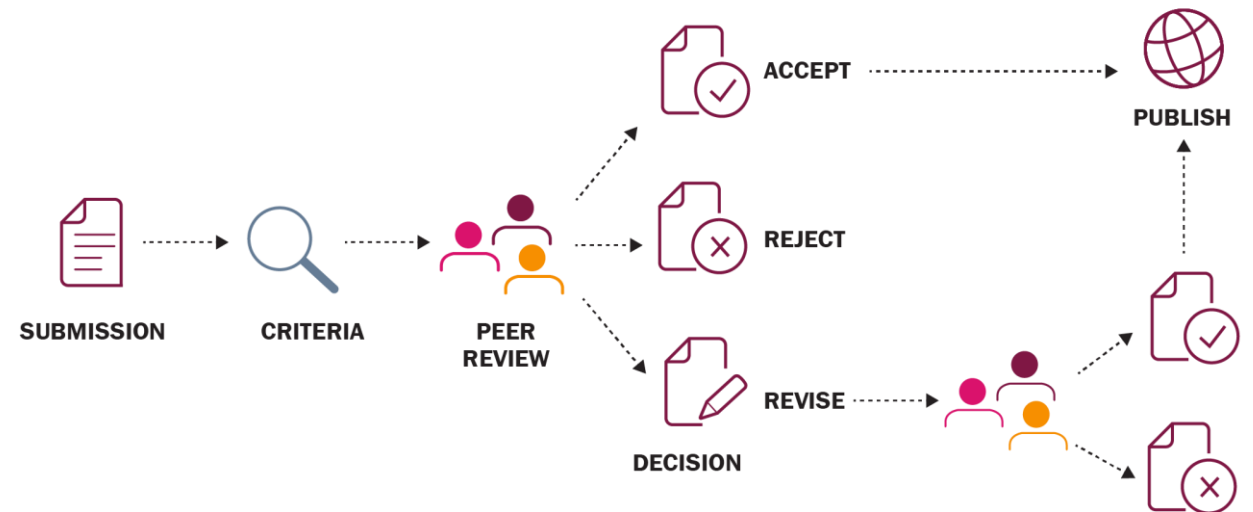 ACCEPT
PUBLISH
REJECT
SUBMISSION
CRITERIA
PEER
REVIEW
REVISE
DECISION